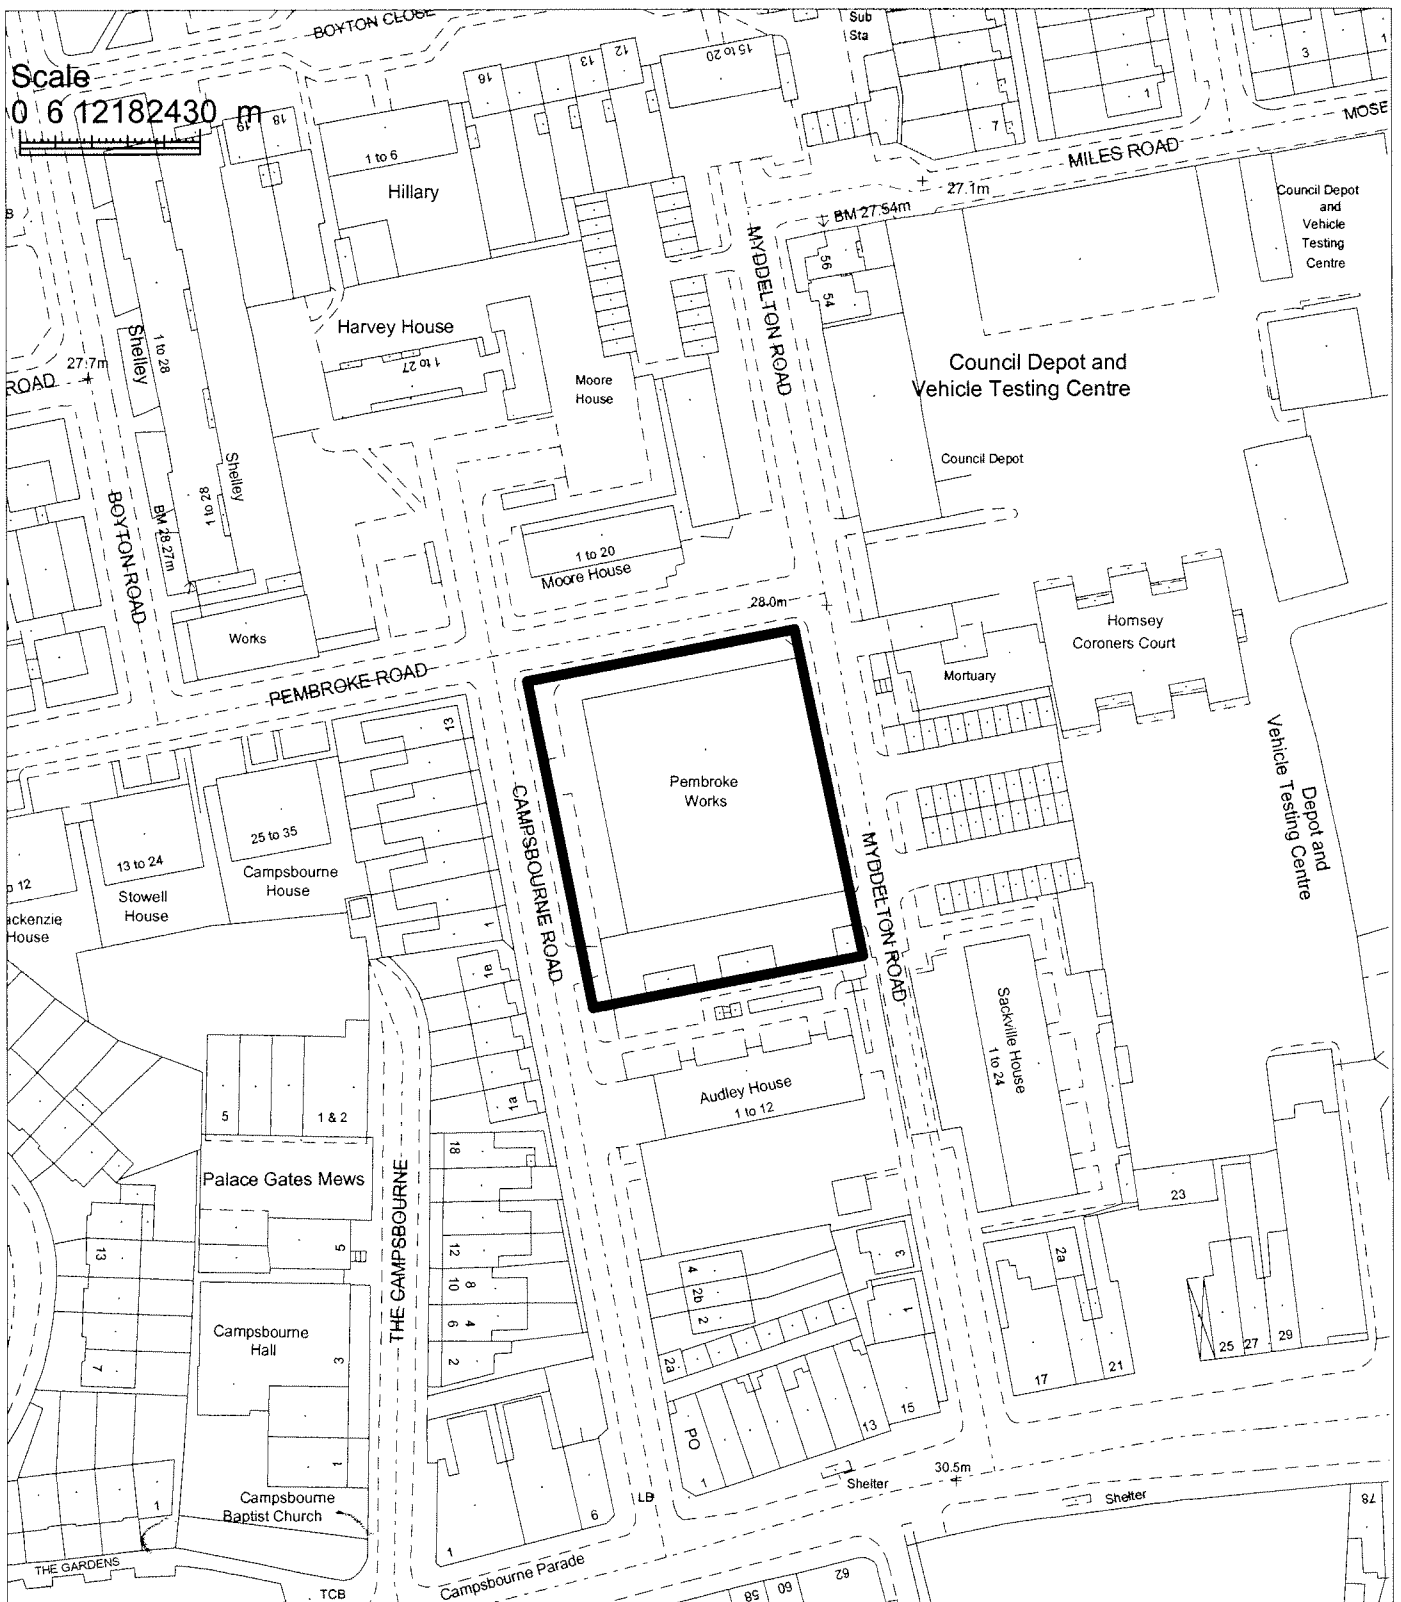 BOYTON CLOSE
Sub
Sta
Scale
0 6 12182430 m
19
18
16
13
12
15 to 20
7
1
3
1
MOSE
MILES ROAD
27.1m
BM 27.54m
1 to 6
Hillary
Council Depot
and
Vehicle
Testing
Centre
MYDDELTON ROAD
56
54
Harvey House
1 to 27
Shelley
1 to 28
27.7m
ROAD
Moore
House
Council Depot and
Vehicle Testing Centre
Council Depot
Shelley
1 to 28
BM 28.27m
BOYTON ROAD
1 to 20
Moore House
28.0m
Works
Hornsey
Coroners Court
Mortuary
PEMBROKE ROAD
13
Pembroke
Works
CAMPSBOURNE ROAD
MYDDELTON ROAD
Depot and
Vehicle Testing Centre
25 to 35
Campsbourne
House
13 to 24
Stowell
House
o 12
ackenzie
House
1
1e
1a
Sackville House
1 to 24
Audley House
1 to 12
5
1 & 2
Palace Gates Mews
THE CAMPSBOURNE
18
12
10
8
6
4
2
5
13
7
23
3
1
4
2b
2
2a
2a
Campsbourne
Hall
3
1
17
21
25
27
29
PO
1
13
15
30.5m
Shelter
Shelter
78
LB
6
1
Campsbourne
Baptist Church
1
THE GARDENS
TCB
Campsbourne Parade
58
60
62